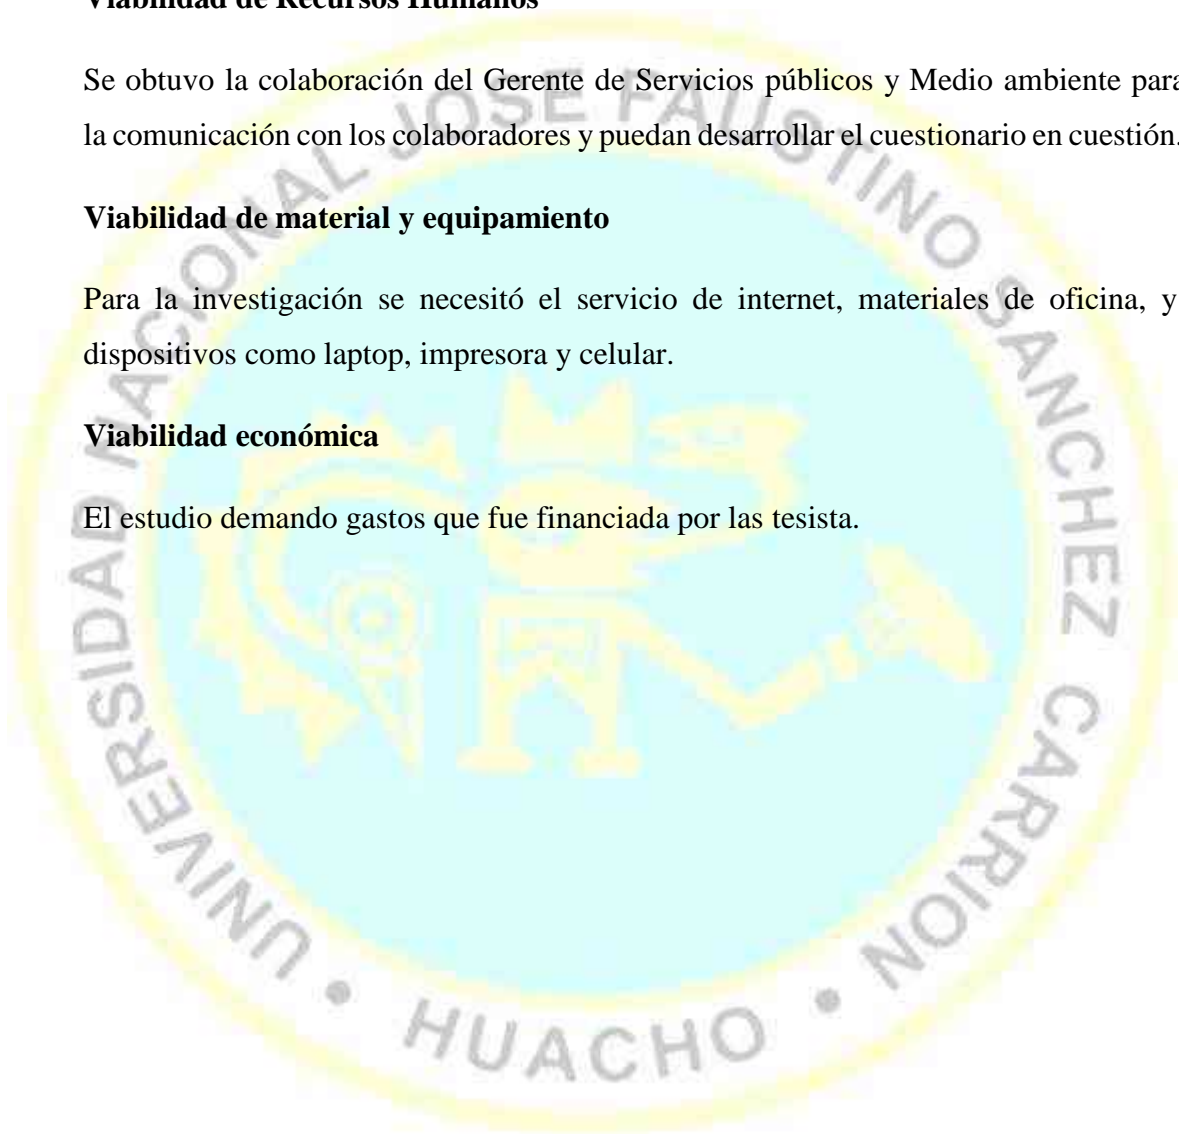 Viabilidad de Recursos Humanos
Se obtuvo la colaboración del Gerente de Servicios públicos y Medio ambiente para
la comunicación con los colaboradores y puedan desarrollar el cuestionario en cuestión.
Viabilidad de material y equipamiento
Para la investigación se necesitó el servicio de internet, materiales de oficina, y
dispositivos como laptop, impresora y celular.
Viabilidad económica
El estudio demando gastos que fue financiada por las tesista.
UNIVERSIDAD NACIONAL JOSE FAUSTINO SANCHEZ CARRION • HUACHO •